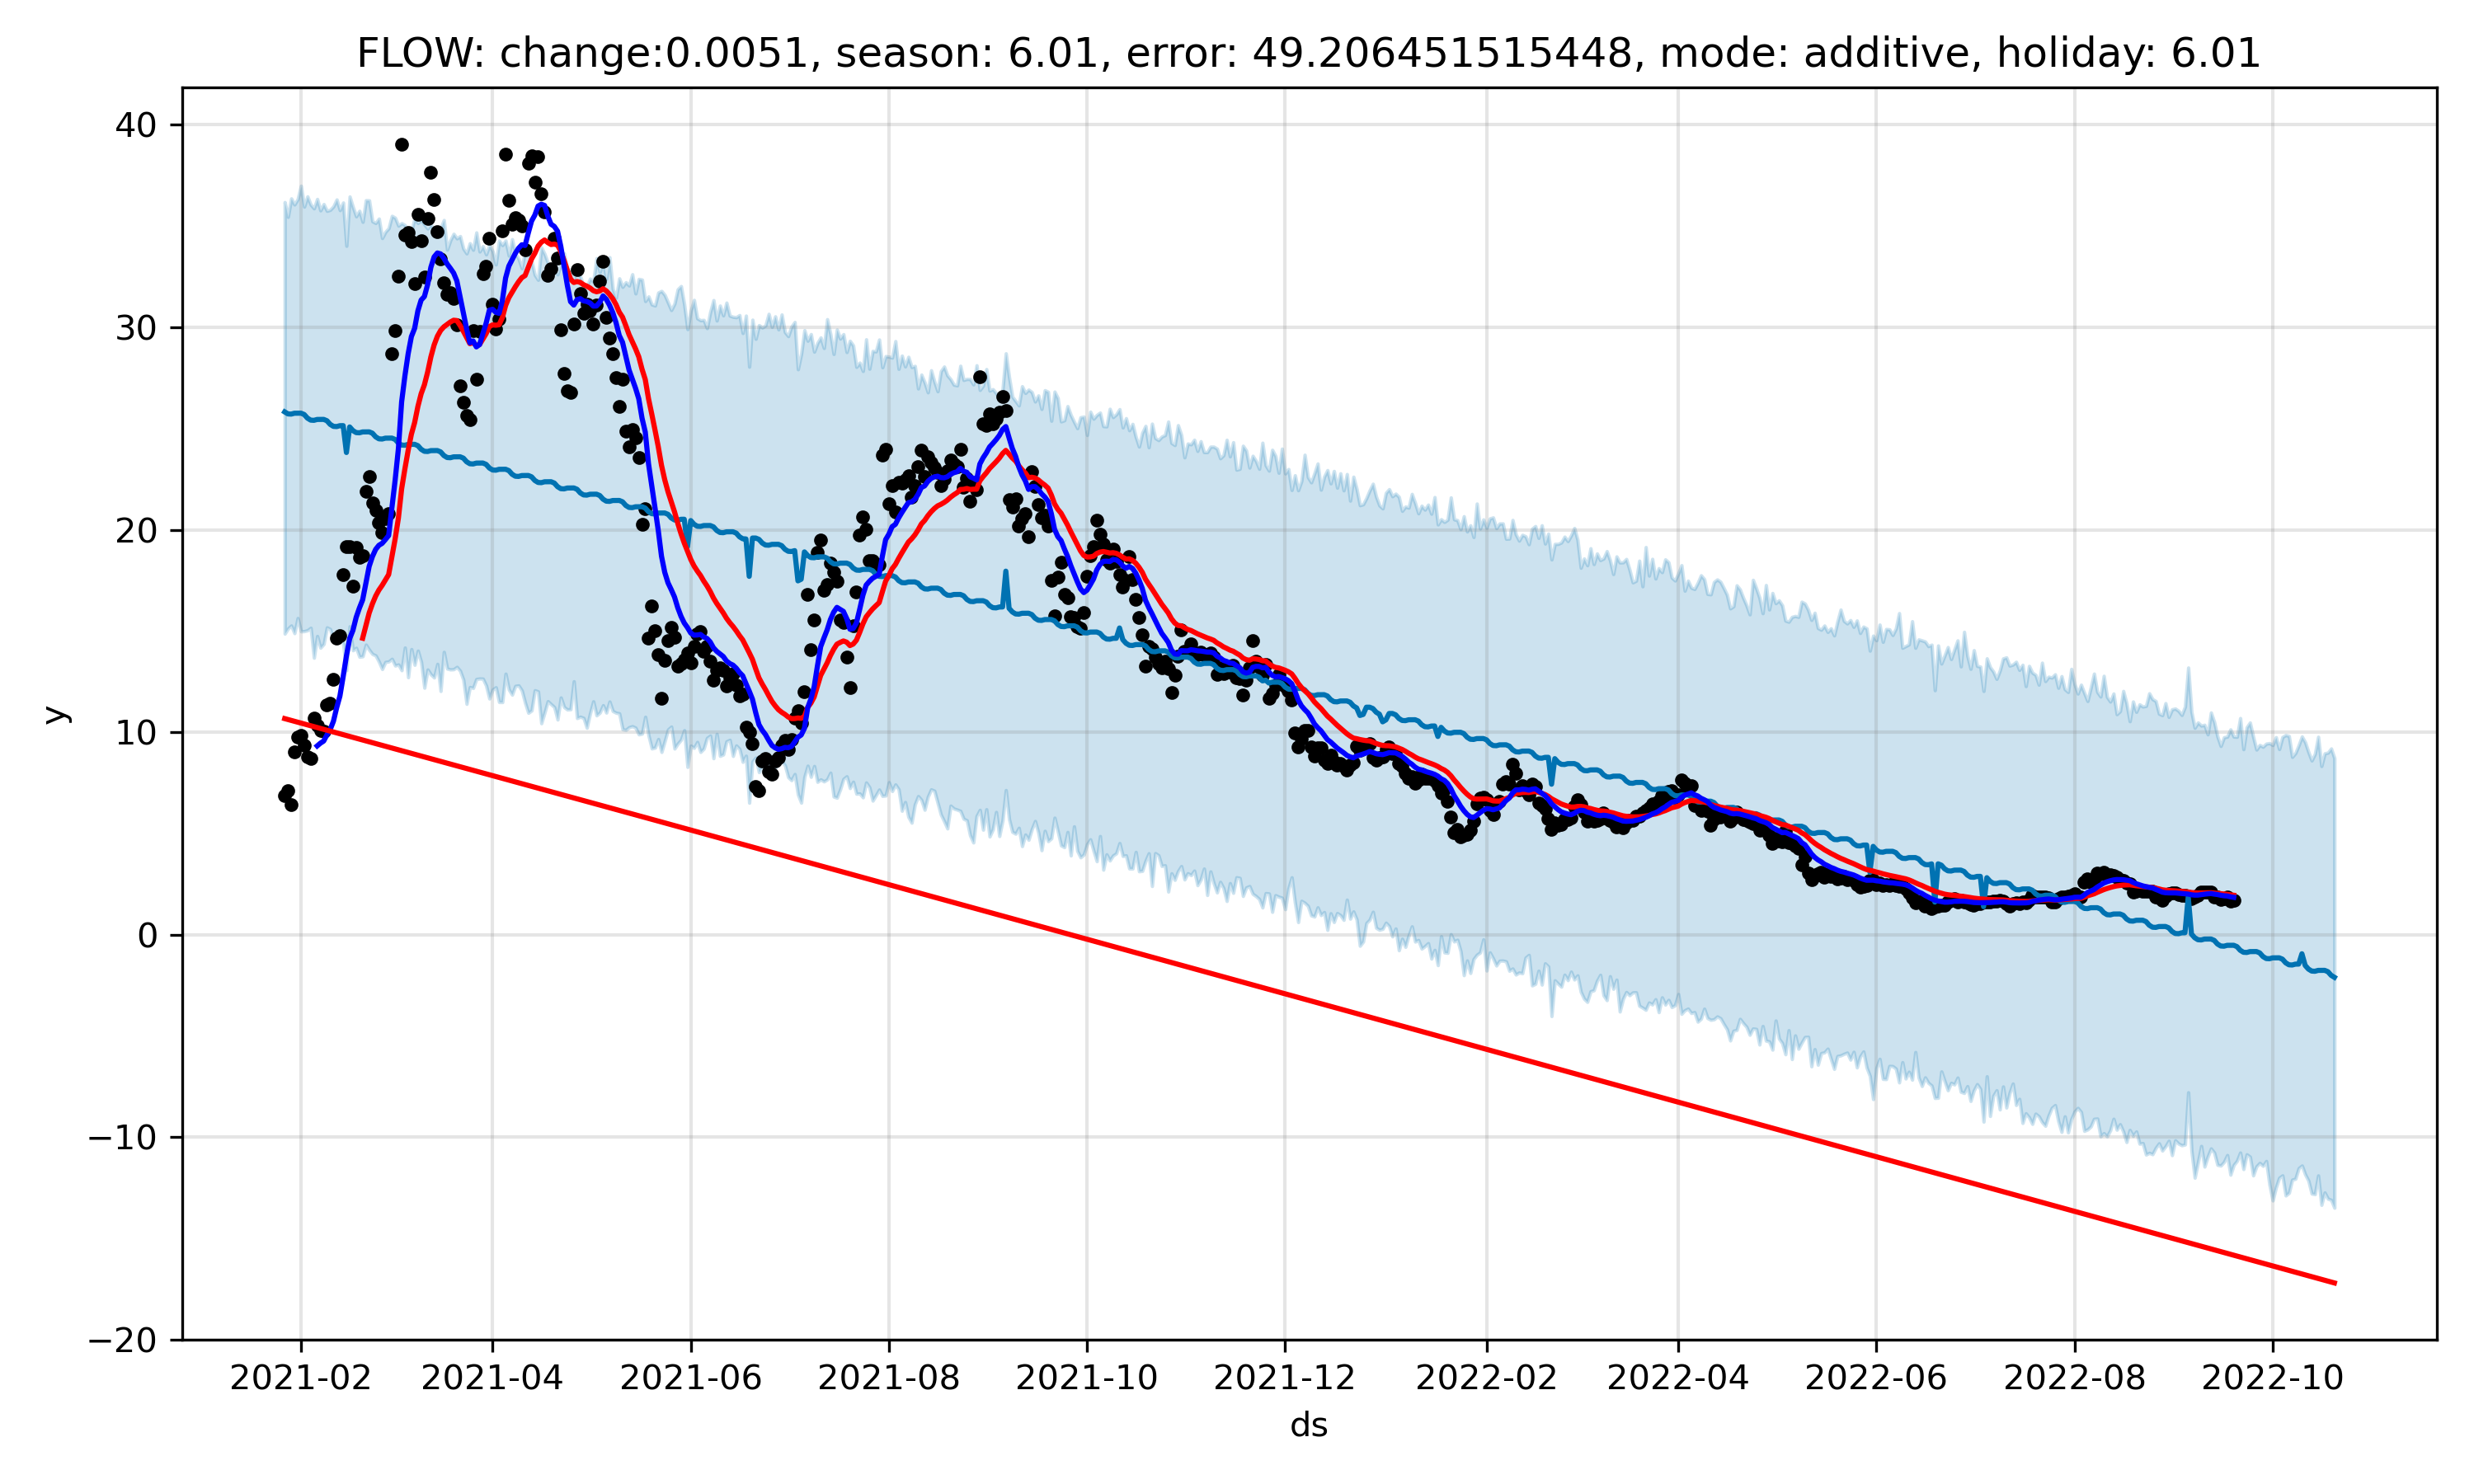 FLOW: change:0.0051, season: 6.01, error: 49.206451515448, mode: additive, holiday: 6.01
40
30
20
10
0
−10
−20
y
2021-02 2021-04 2021-06 2021-08 2021-10 2021-12 2022-02 2022-04 2022-06 2022-08 2022-10
ds